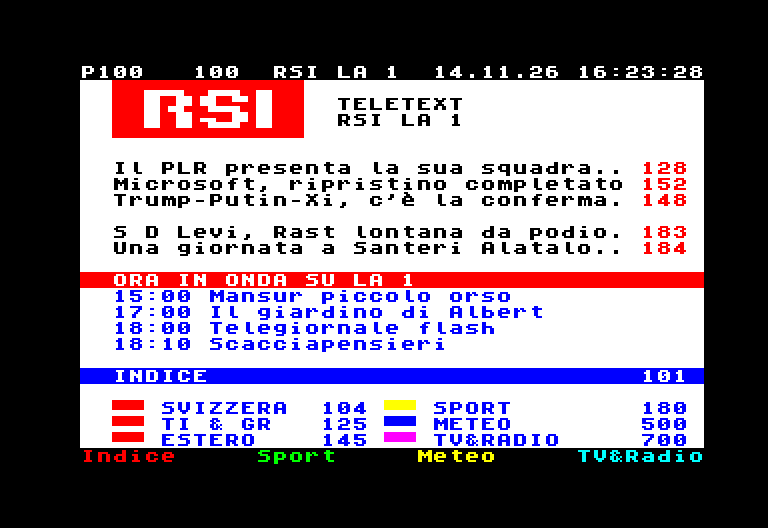 P100 100 RSI LA 1 14.11.26 16:23:28
RSI TELETEXT
RSI LA 1
Il PLR presenta la sua squadra.. 128
Microsoft, ripristino completato 152
Trump-Putin-Xi, c'è la conferma. 148
S D Levi, Rast lontana da podio. 183
Una giornata a Santeri Alatalo.. 184
ORA IN ONDA SU LA 1
15:00 Mansur piccolo orso
17:00 Il giardino di Albert
18:00 Telegiornale flash
18:10 Scacciapensieri
INDICE 101
SVIZZERA 104 SPORT 180
TI & GR 125 METEO 500
ESTERO 145 TV&RADIO 700
Indice Sport Meteo TV&Radio